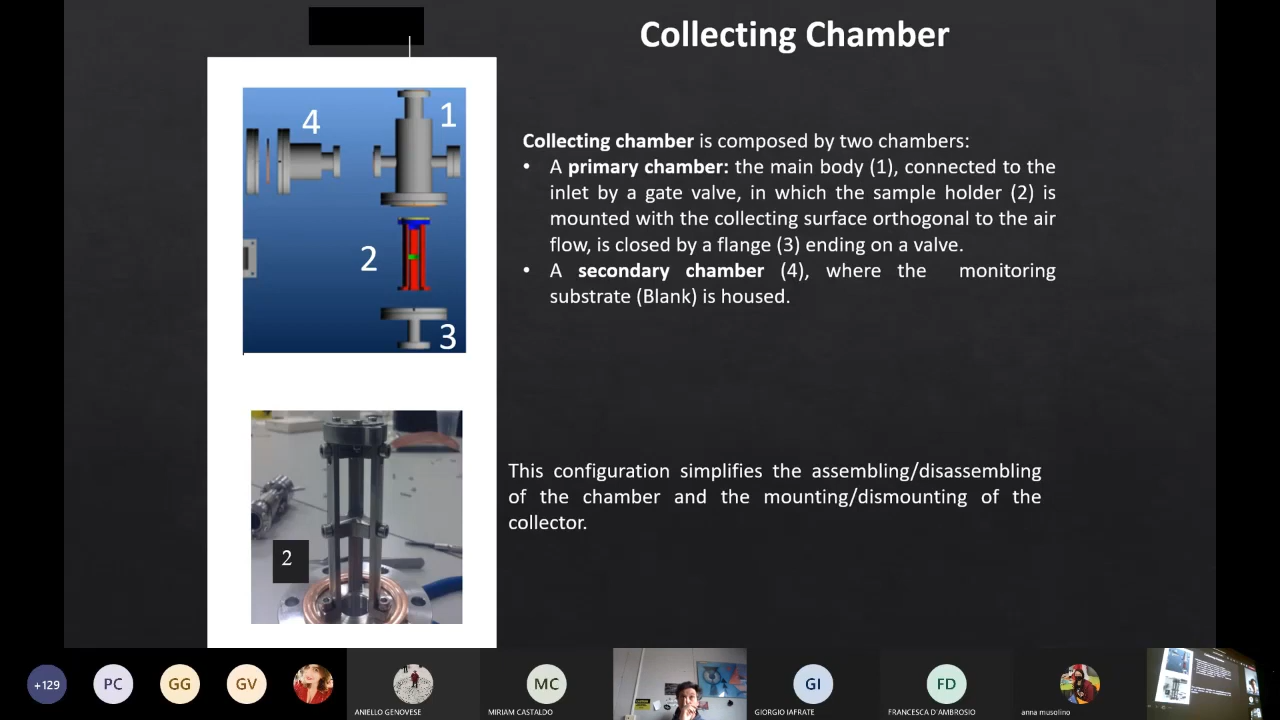 Collecting Chamber
4
1
2
3
Collecting chamber is composed by two chambers:
• A primary chamber: the main body (1), connected to the
inlet by a gate valve, in which the sample holder (2) is
mounted with the collecting surface orthogonal to the air
flow, is closed by a flange (3) ending on a valve.
• A secondary chamber (4), where the monitoring
substrate (Blank) is housed.
2
This configuration simplifies the assembling/disassembling
of the chamber and the mounting/dismounting of the
collector.
+129
PC
GG
GV
ANIELLO GENOVESE
MC
MIRIAM CASTALDO
GI
GIORGIO IAFRATE
FD
FRANCESCA D'AMBROSIO
anna musolino